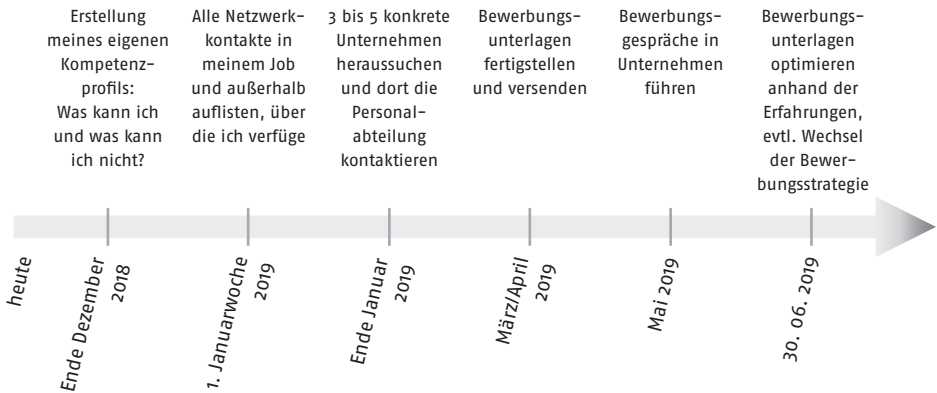 Erstellung
meines eigenen
Kompetenz-
profils:
Was kann ich
und was kann
ich nicht?
Alle Netzwerk-
kontakte in
meinem Job
und außerhalb
auflisten, über
die ich verfüge
3 bis 5 konkrete
Unternehmen
heraussuchen
und dort die
Personal-
abteilung
kontaktieren
Bewerbungs-
unterlagen
fertigstellen
und versenden
Bewerbungs-
gespräche in
Unternehmen
führen
Bewerbungs-
unterlagen
optimieren
anhand der
Erfahrungen,
evtl. Wechsel
der Bewer-
bungsstrategie
heute
Ende Dezember
2018
1. Januarwoche
2019
Ende Januar
2019
März/April
2019
Mai 2019
30. 06. 2019